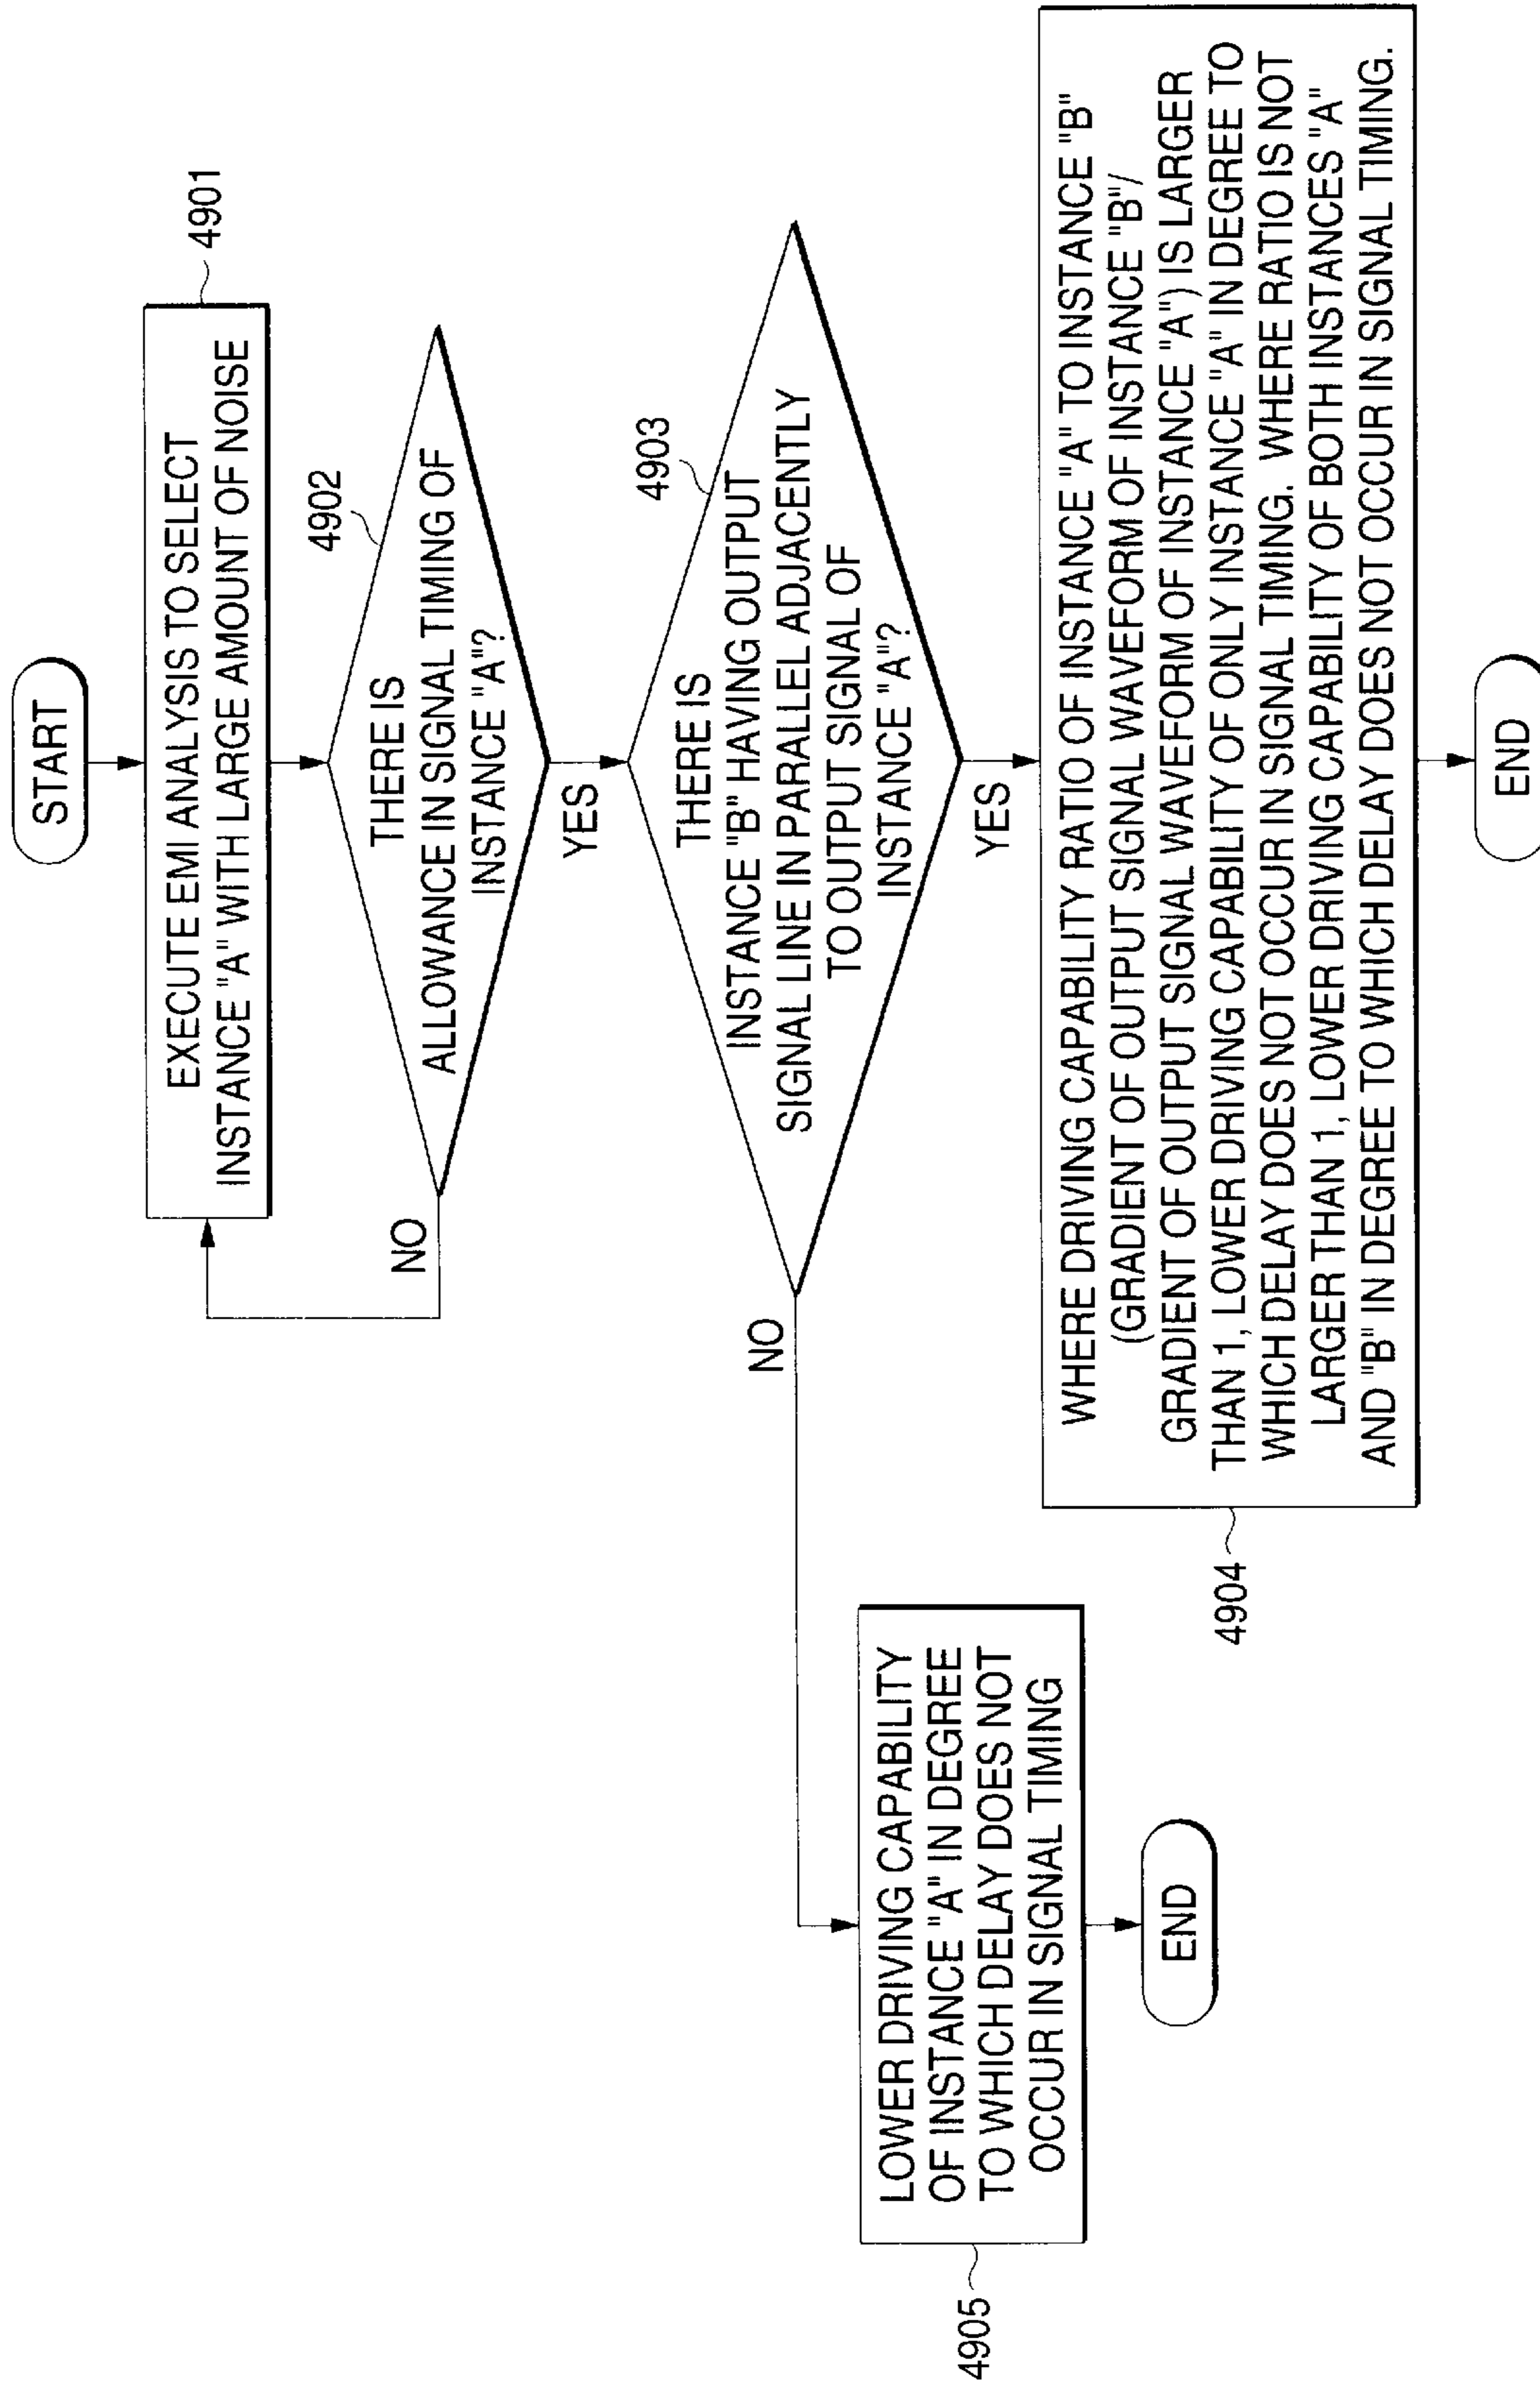 START
EXECUTE EMI ANALYSIS TO SELECT
INSTANCE "A" WITH LARGE AMOUNT OF NOISE
4901
THERE IS
ALLOWANCE IN SIGNAL TIMING OF
INSTANCE "A"?
4902
NO
YES
THERE IS
INSTANCE "B" HAVING OUTPUT
SIGNAL LINE IN PARALLEL ADJACENTLY
TO OUTPUT SIGNAL OF
INSTANCE "A"?
4903
NO
YES
WHERE DRIVING CAPABILITY RATIO OF INSTANCE "A" TO INSTANCE "B"
(GRADIENT OF OUTPUT SIGNAL WAVEFORM OF INSTANCE "B"/
GRADIENT OF OUTPUT SIGNAL WAVEFORM OF INSTANCE "A") IS LARGER
THAN 1, LOWER DRIVING CAPABILITY OF ONLY INSTANCE "A" IN DEGREE TO
WHICH DELAY DOES NOT OCCUR IN SIGNAL TIMING. WHERE RATIO IS NOT
LARGER THAN 1, LOWER DRIVING CAPABILITY OF BOTH INSTANCES "A"
AND "B" IN DEGREE TO WHICH DELAY DOES NOT OCCUR IN SIGNAL TIMING.
4904
END
LOWER DRIVING CAPABILITY
OF INSTANCE "A" IN DEGREE
TO WHICH DELAY DOES NOT
OCCUR IN SIGNAL TIMING
4905
END